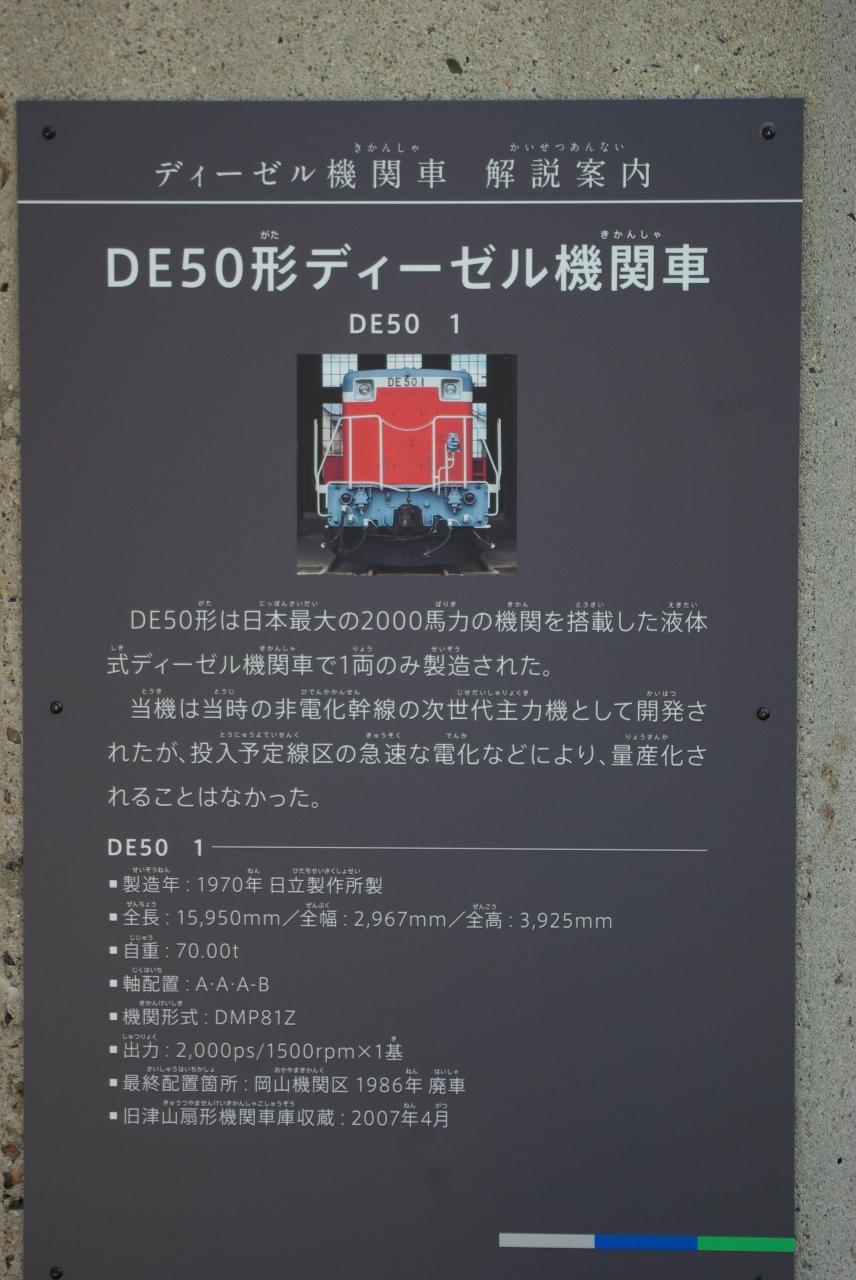 ディーゼル機関車 解説案内
DE50形ディーゼル機関車
DE50 1
DE50 1
DE50形は日本最大の2000馬力の機関を搭載した液体
式ディーゼル機関車で1両のみ製造された。
当機は当時の非電化幹線の次世代主力機として開発さ
れたが、投入予定線区の急速な電化などにより、量産化さ
れることはなかった。
DE50 1
■製造年:1970年 日立製作所製
■全長:15,950mm/全幅:2,967mm/全高:3,925mm
■自重:70.00t
■軸配置:A·A·A-B
■機関形式:DMP81Z
■出力:2,000ps/1500rpm×1基
■最終配置箇所:岡山機関区 1986年 廃車
■旧津山扇形機関車庫収蔵:2007年4月